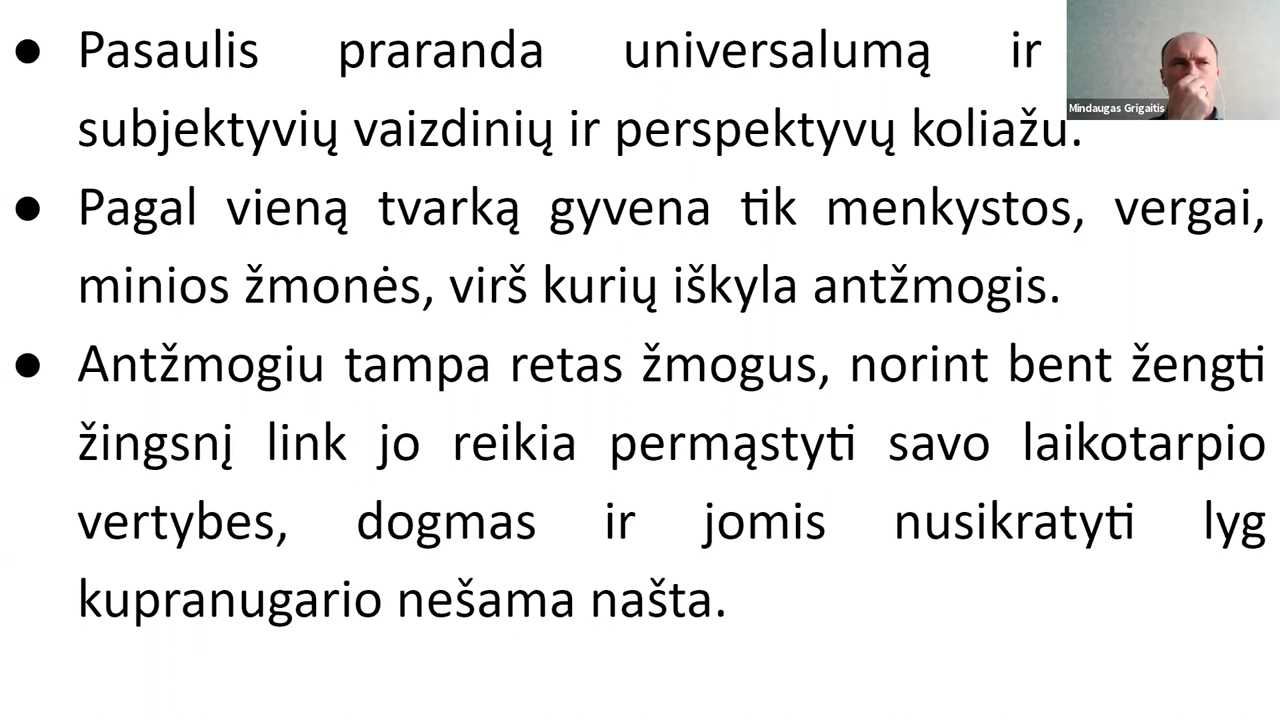 ● Pasaulis praranda universalumą ir
subjektyvių vaizdinių ir perspektyvų koliažu.
● Pagal vieną tvarką gyvena tik menkystos, vergai,
minios žmonės, virš kurių iškyla antžmogis.
● Antžmogiu tampa retas žmogus, norint bent žengti
žingsnį link jo reikia permąstyti savo laikotarpio
vertybes, dogmas ir jomis nusikratyti lyg
kupranugario nešama našta.
Mindaugas Grigaitis